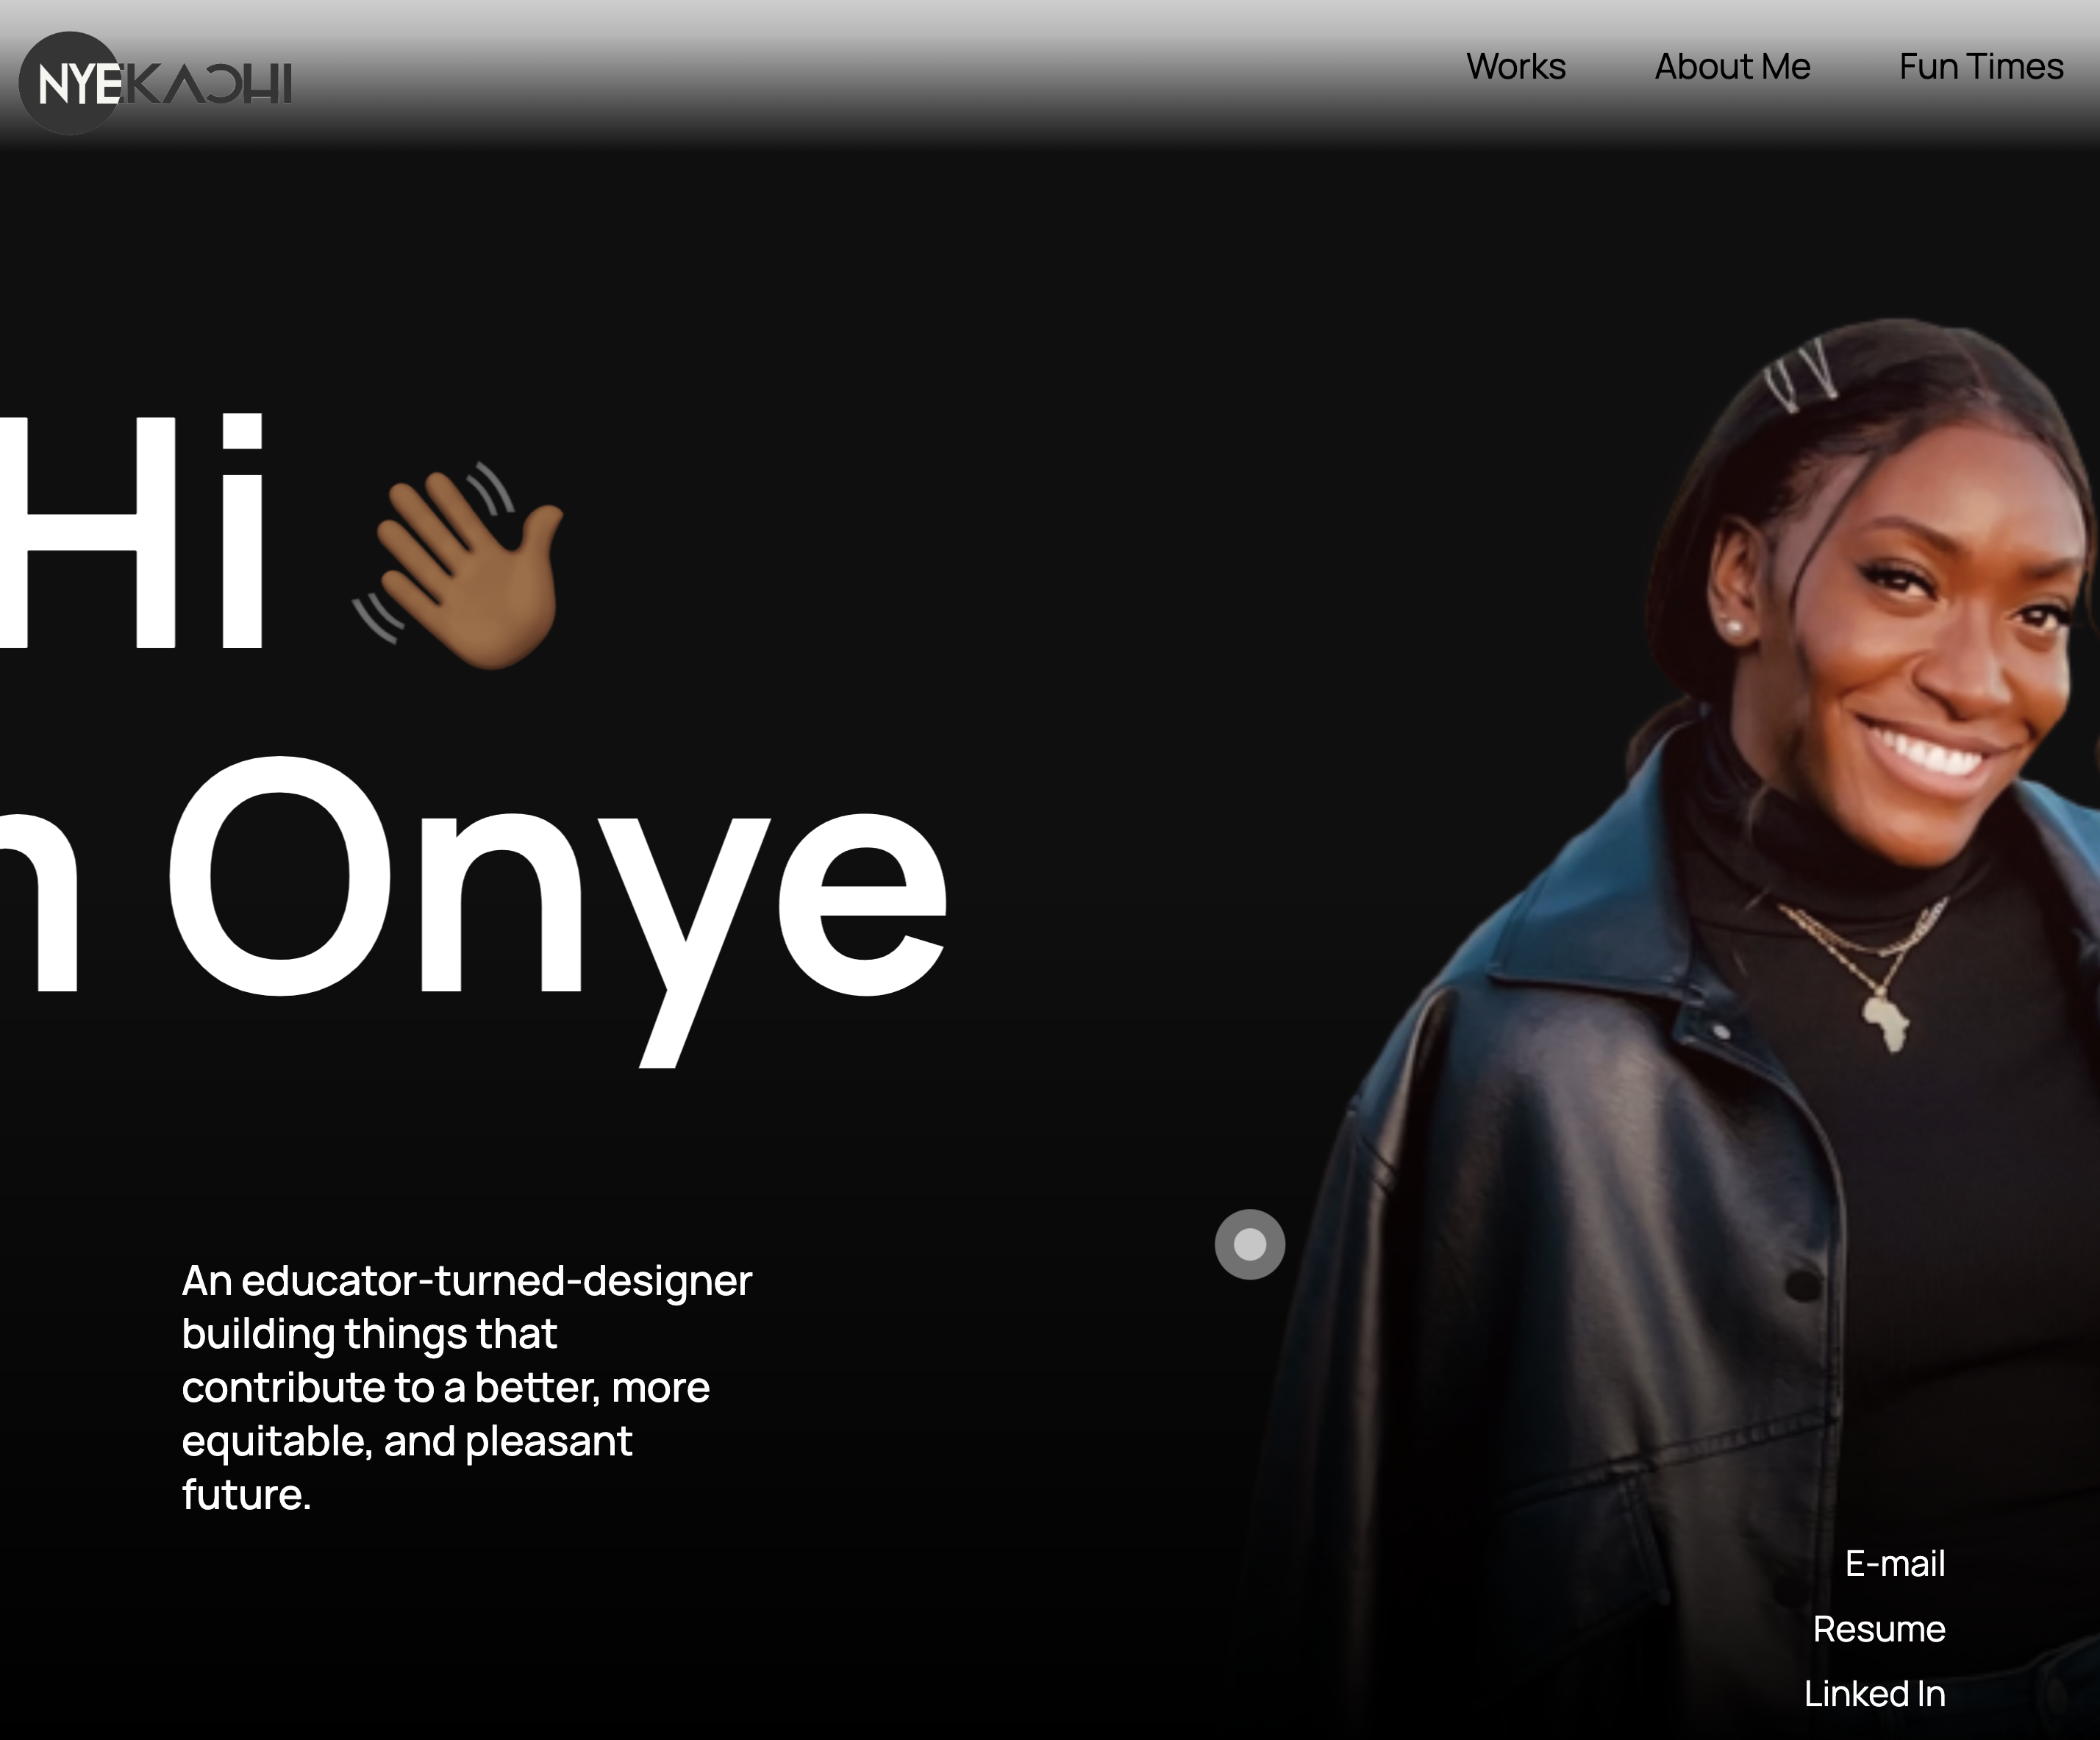 NYEKACHI
Works About Me Fun Times
Hi 👋🏾
m Onye
An educator-turned-designer
building things that
contribute to a better, more
equitable, and pleasant
future.
E-mail
Resume
Linked In